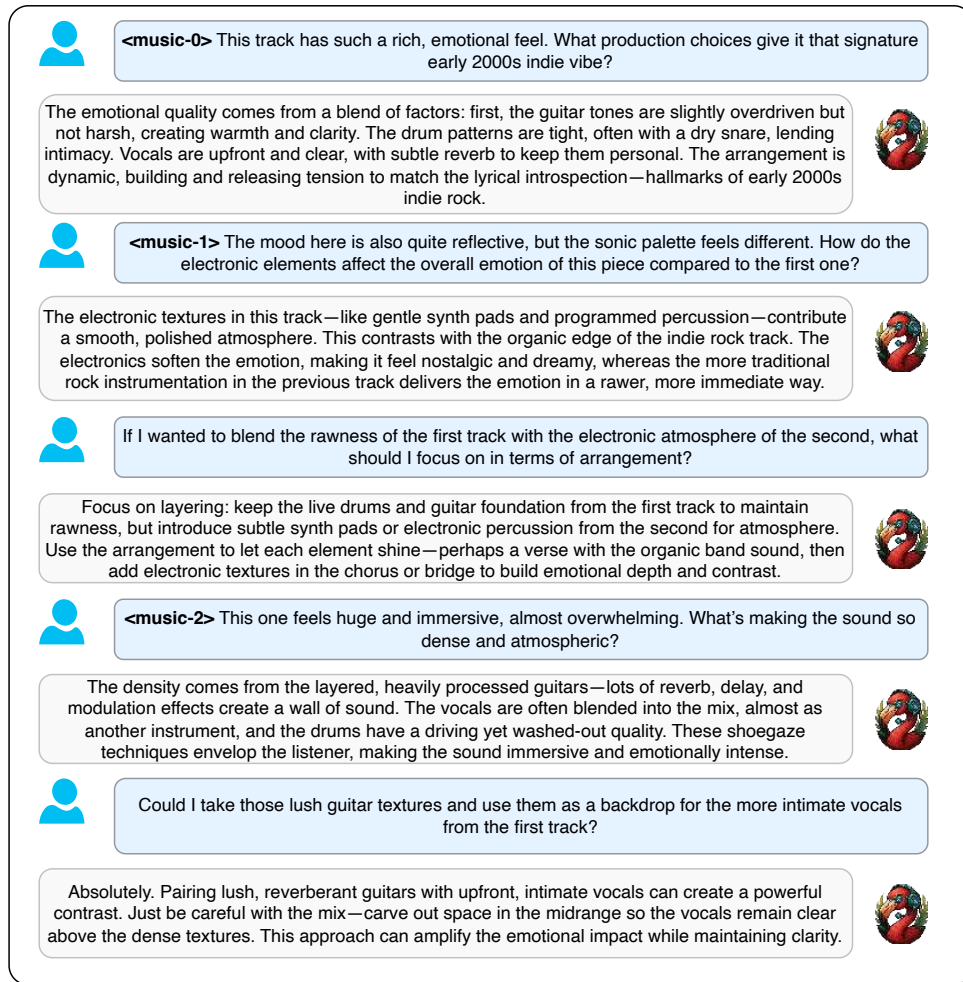 <music-0> This track has such a rich, emotional feel. What production choices give it that signature
early 2000s indie vibe?
The emotional quality comes from a blend of factors: first, the guitar tones are slightly overdriven but
not harsh, creating warmth and clarity. The drum patterns are tight, often with a dry snare, lending
intimacy. Vocals are upfront and clear, with subtle reverb to keep them personal. The arrangement is
dynamic, building and releasing tension to match the lyrical introspection—hallmarks of early 2000s
indie rock.
<music-1> The mood here is also quite reflective, but the sonic palette feels different. How do the
electronic elements affect the overall emotion of this piece compared to the first one?
The electronic textures in this track—like gentle synth pads and programmed percussion—contribute
a smooth, polished atmosphere. This contrasts with the organic edge of the indie rock track. The
electronics soften the emotion, making it feel nostalgic and dreamy, whereas the more traditional
rock instrumentation in the previous track delivers the emotion in a rawer, more immediate way.
If I wanted to blend the rawness of the first track with the electronic atmosphere of the second, what
should I focus on in terms of arrangement?
Focus on layering: keep the live drums and guitar foundation from the first track to maintain
rawness, but introduce subtle synth pads or electronic percussion from the second for atmosphere.
Use the arrangement to let each element shine—perhaps a verse with the organic band sound, then
add electronic textures in the chorus or bridge to build emotional depth and contrast.
<music-2> This one feels huge and immersive, almost overwhelming. What's making the sound so
dense and atmospheric?
The density comes from the layered, heavily processed guitars—lots of reverb, delay, and
modulation effects create a wall of sound. The vocals are often blended into the mix, almost as
another instrument, and the drums have a driving yet washed-out quality. These shoegaze
techniques envelop the listener, making the sound immersive and emotionally intense.
Could I take those lush guitar textures and use them as a backdrop for the more intimate vocals
from the first track?
Absolutely. Pairing lush, reverberant guitars with upfront, intimate vocals can create a powerful
contrast. Just be careful with the mix—carve out space in the midrange so the vocals remain clear
above the dense textures. This approach can amplify the emotional impact while maintaining clarity.